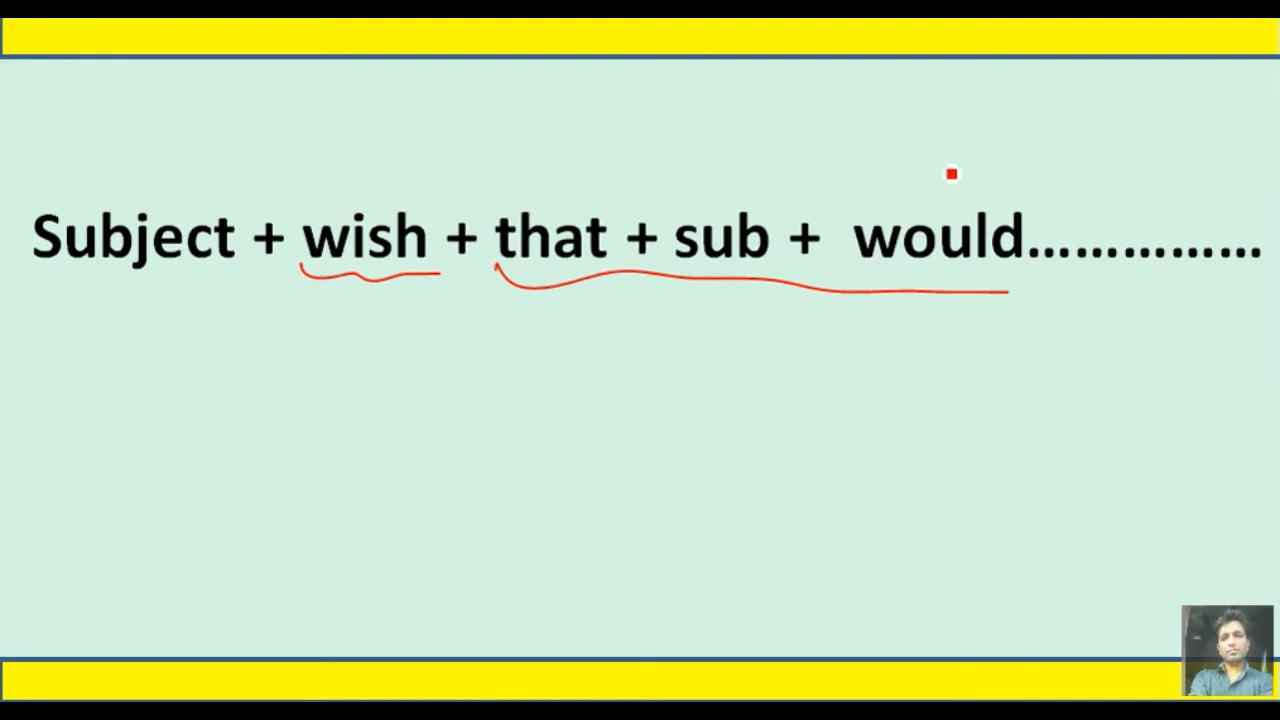 Subject + wish + that + sub + would……………